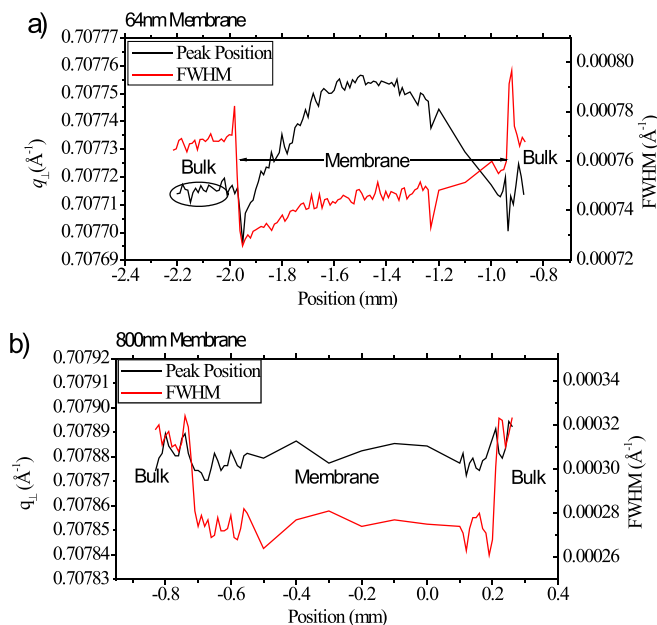 64nm Membrane
a)
0.70777
0.70776
0.70775
0.70774
0.70773
0.70772
0.70771
0.70770
0.70769
q⊥(Å-1)
Peak Position
FWHM
Bulk
Membrane
Bulk
0.00080
0.00078
0.00076
0.00074
0.00072
FWHM (Å-1)
-2.4 -2.2 -2.0 -1.8 -1.6 -1.4 -1.2 -1.0 -0.8
Position (mm)
800nm Membrane
b)
0.70792
0.70791
0.70790
0.70789
0.70788
0.70787
0.70786
0.70785
0.70784
0.70783
q⊥ (Å-1)
Peak Position
FWHM
Bulk
Membrane
Bulk
0.00034
0.00032
0.00030
0.00028
0.00026
FWHM (Å-1)
-0.8 -0.6 -0.4 -0.2 0.0 0.2 0.4
Position (mm)